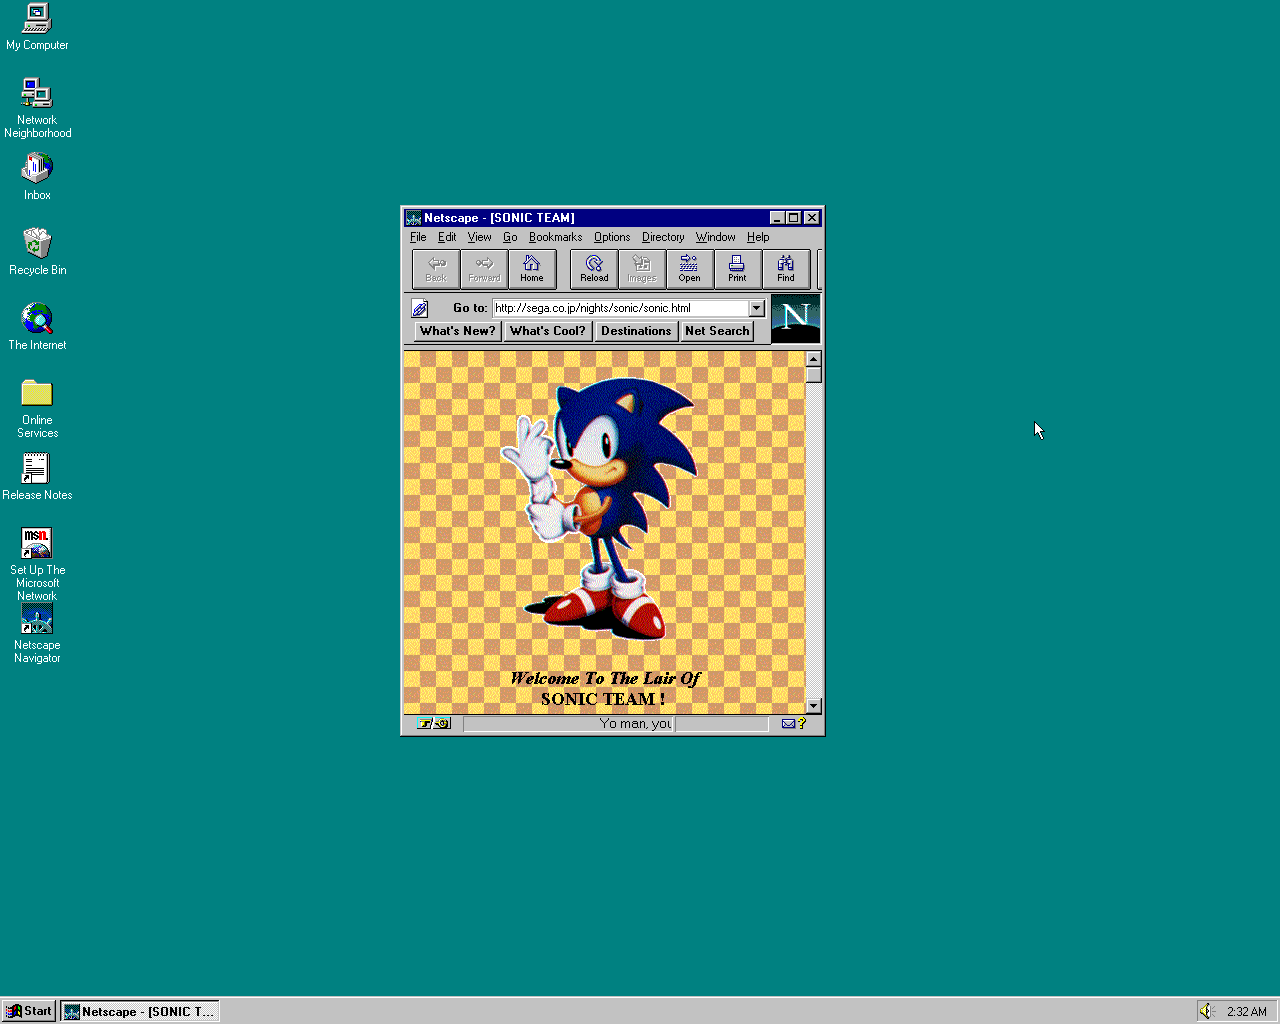 My Computer
Network
Neighborhood
Inbox
Recycle Bin
The Internet
Online
Services
Release Notes
msn.
Set Up The
Microsoft
Network
Netscape
Navigator
Netscape - [SONIC TEAM]
File Edit View Go Bookmarks Options Directory Window Help
Back Forward Home Reload Images Open Print Find
Go to: http://sega.co.jp/nights/sonic/sonic.html
N
What's New? What's Cool? Destinations Net Search
Welcome To The Lair Of
SONIC TEAM !
Yo man, you
Start Netscape - [SONIC T... 2:32 AM